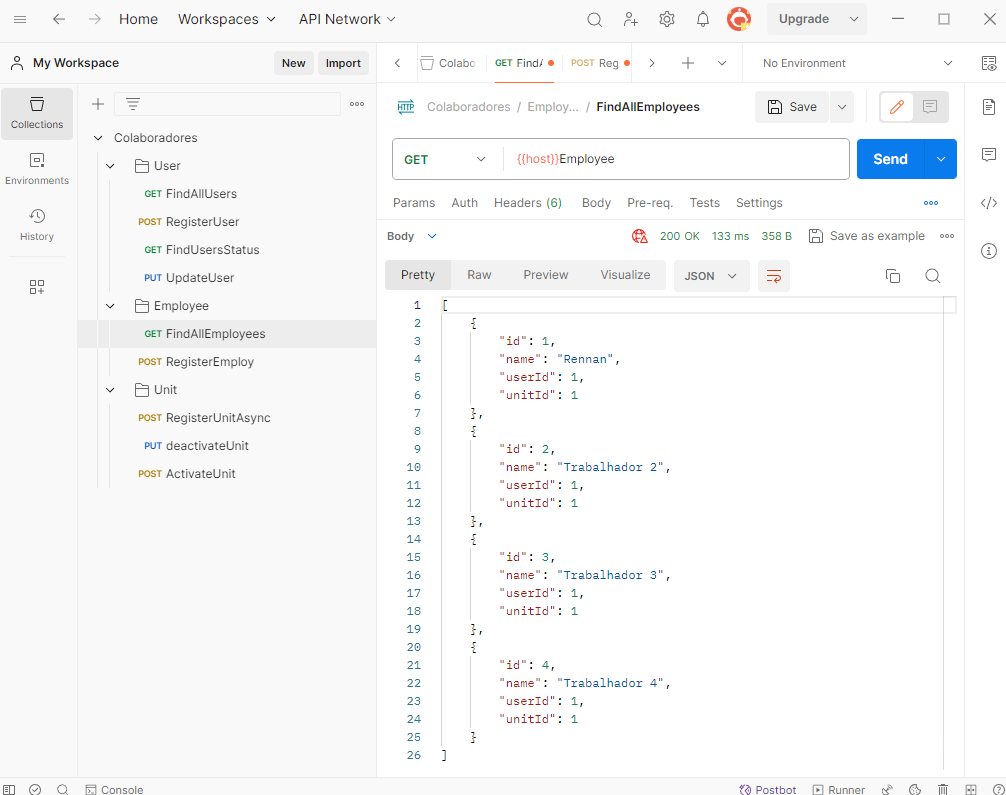 Home Workspaces API Network Upgrade
My Workspace New Import Colabo GET FindA POST Reg No Environment
Collections
Environments
History
Colaboradores
User
GET FindAllUsers
POST RegisterUser
GET FindUsersStatus
PUT UpdateUser
Employee
GET FindAllEmployees
POST RegisterEmploy
Unit
POST RegisterUnitAsync
PUT deactivateUnit
POST ActivateUnit
HTTP Colaboradores / Employ... / FindAllEmployees Save
GET {{host}}Employee Send
Params Auth Headers (6) Body Pre-req. Tests Settings
Body 200 OK 133 ms 358 B Save as example
Pretty Raw Preview Visualize JSON
1 [
2 {
3 "id": 1,
4 "name": "Rennan",
5 "userId": 1,
6 "unitId": 1
7 },
8 {
9 "id": 2,
10 "name": "Trabalhador 2",
11 "userId": 1,
12 "unitId": 1
13 },
14 {
15 "id": 3,
16 "name": "Trabalhador 3",
17 "userId": 1,
18 "unitId": 1
19 },
20 {
21 "id": 4,
22 "name": "Trabalhador 4",
23 "userId": 1,
24 "unitId": 1
25 }
26 ]
Console Postbot Runner